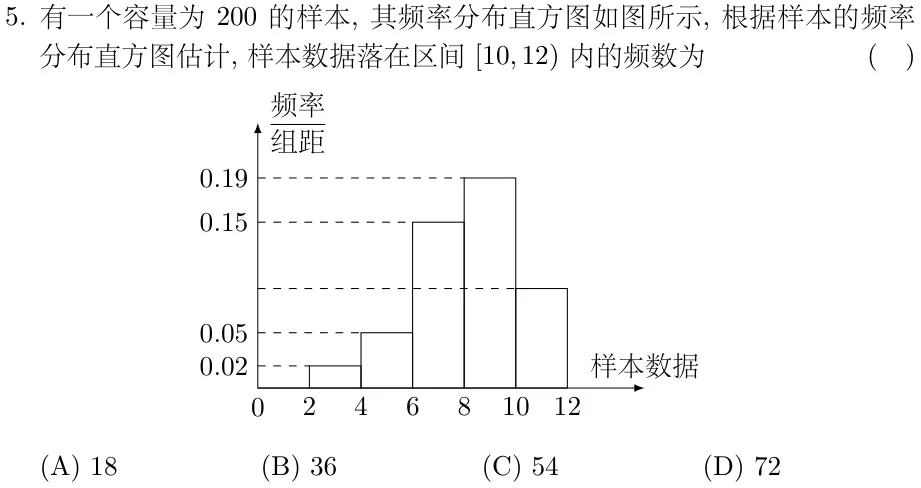 5. 有一个容量为 200 的样本, 其频率分布直方图如图所示, 根据样本的频率
分布直方图估计, 样本数据落在区间 [10, 12) 内的频数为 ( )
频率
组距
0.19
0.15
0.05
0.02
样本数据
0 2 4 6 8 10 12
(A) 18 (B) 36 (C) 54 (D) 72